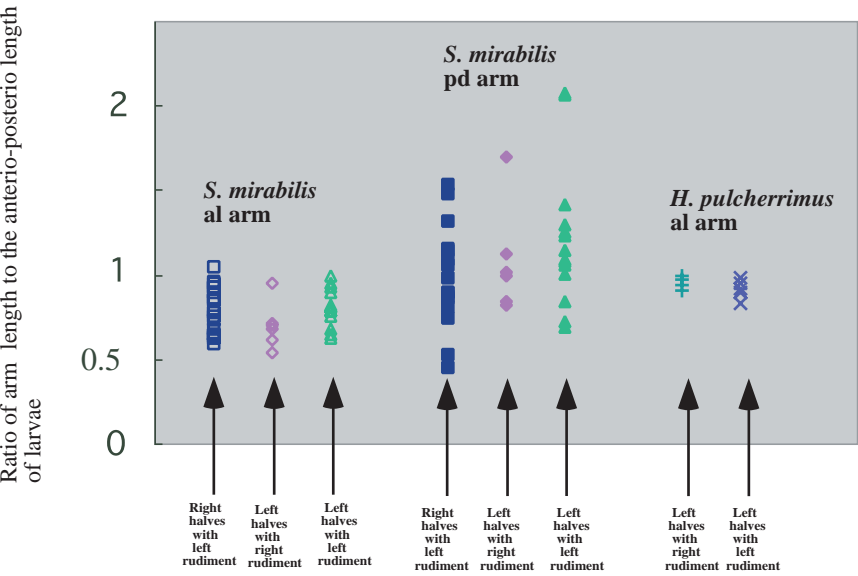 Ratio of arm length to the anterio-posterio length
of larvae
2
1
0.5
0
S. mirabilis
al arm
S. mirabilis
pd arm
H. pulcherrimus
al arm
Right
halves
with
left
rudiment
Left
halves
with
right
rudiment
Left
halves
with
left
rudiment
Right
halves
with
left
rudiment
Left
halves
with
right
rudiment
Left
halves
with
left
rudiment
Left
halves
with
right
rudiment
Left
halves
with
left
rudiment